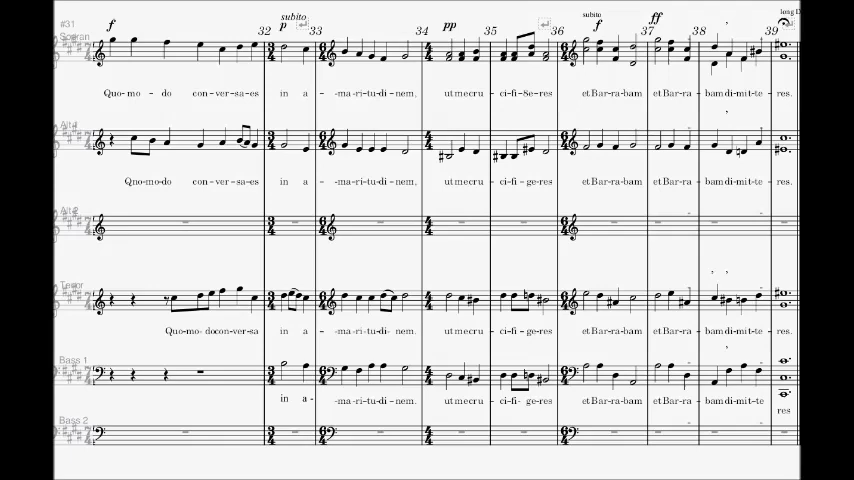 #31 f 32 subito p 33 34 pp 35 36 subito f 37 ff 38 39 long
Sopran
Quo-mo-do con-ver-sa-es in a - -ma-ri-tu-di-nem, ut me cru - ci-fi-Se-res et Bar-ra-bam et Bar-ra - bam di-mit-te - res.
Alt 1
Qno-mo-do con-ver-sa-es in a - -ma-ri-tu-di-nem, ut me cru - ci-fi-ge-res et Bar-ra-bam et Bar-ra - bam di-mit-te - res.
Alt 2
Tenor
Quo-mo-do con-ver-sa in a - -ma-ri-tu-di-nem. ut me cru - ci-fi-ge-res et Bar-ra-bam et Bar-ra - bam di-mit-te - res.
Bass 1
in a - -ma-ri-tu-di-nem. ut me cru - ci-fi-ge-res et Bar-ra-bam et Bar-ra - bam di-mit-te res
Bass 2